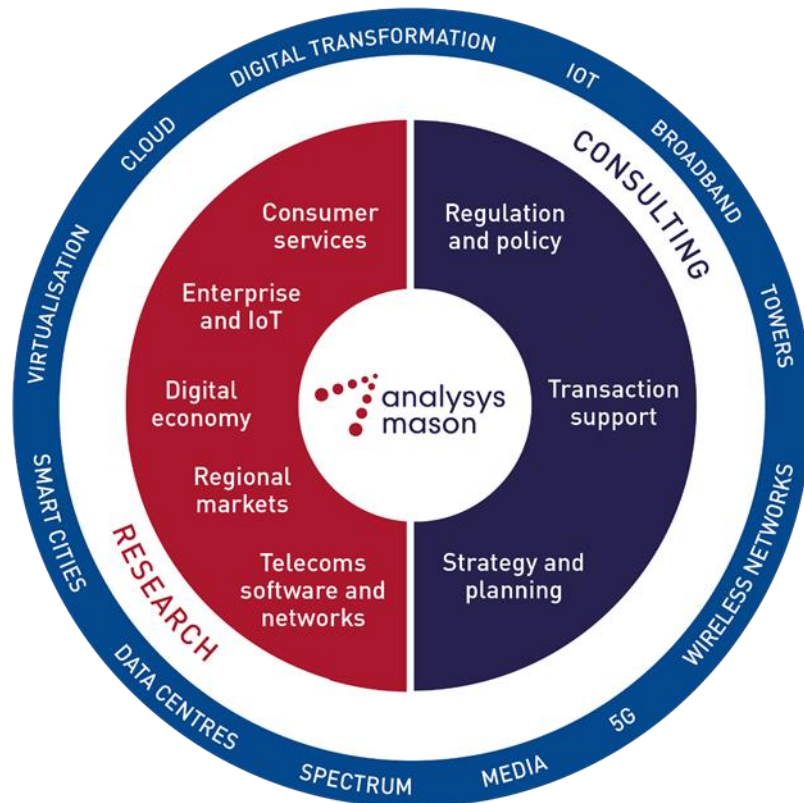 DIGITAL TRANSFORMATION
IOT
BROADBAND
TOWERS
WIRELESS NETWORKS
5G
MEDIA
SPECTRUM
DATA CENTRES
SMART CITIES
VIRTUALISATION
CLOUD
CONSULTING
Regulation
and policy
Transaction
support
Strategy and
planning
RESEARCH
Consumer
services
Enterprise
and IoT
Digital
economy
Regional
markets
Telecoms
software and
networks
analysys
mason